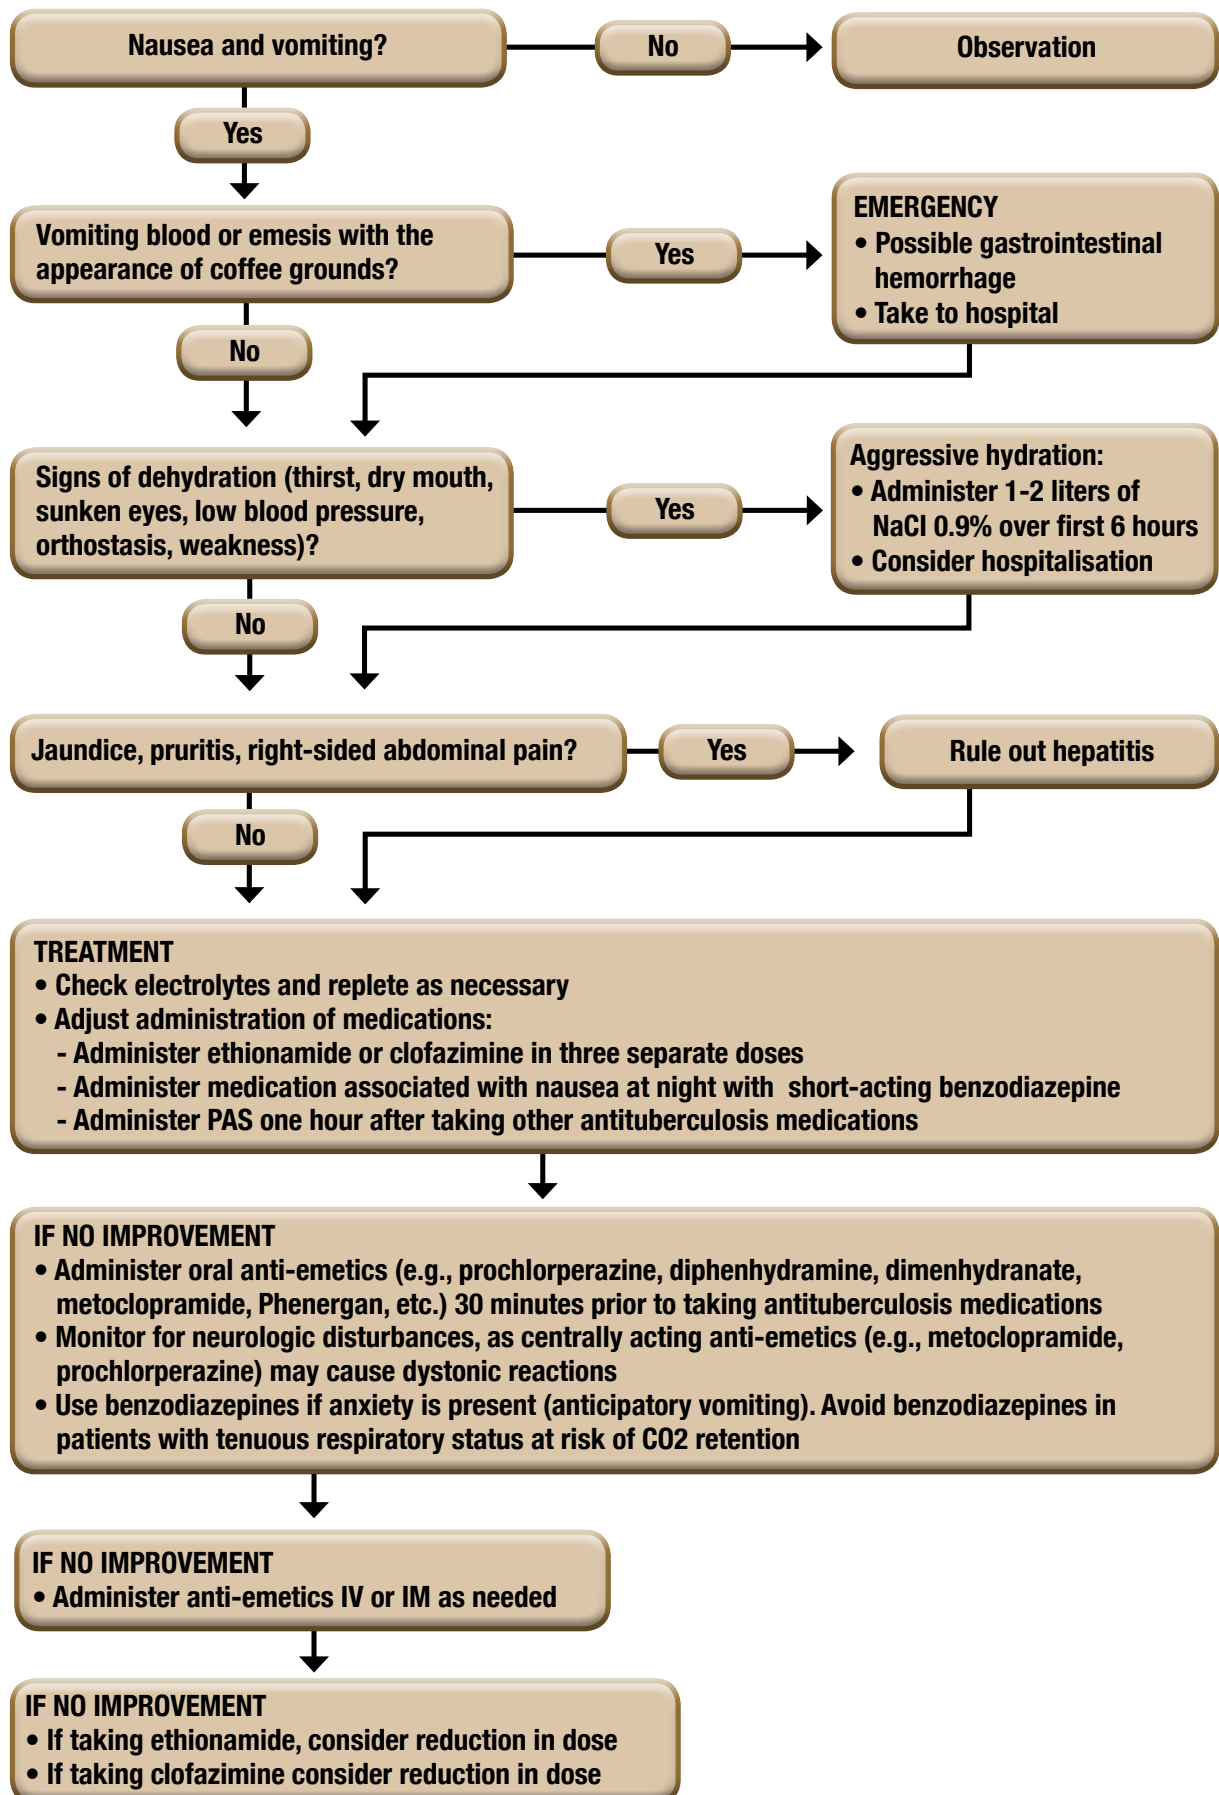 Nausea and vomiting?
No
Observation
Yes
Vomiting blood or emesis with the
appearance of coffee grounds?
Yes
EMERGENCY
• Possible gastrointestinal
hemorrhage
• Take to hospital
No
Signs of dehydration (thirst, dry mouth,
sunken eyes, low blood pressure,
orthostasis, weakness)?
Yes
Aggressive hydration:
• Administer 1-2 liters of
NaCl 0.9% over first 6 hours
• Consider hospitalisation
No
Jaundice, pruritis, right-sided abdominal pain?
Yes
Rule out hepatitis
No
TREATMENT
• Check electrolytes and replete as necessary
• Adjust administration of medications:
- Administer ethionamide or clofazimine in three separate doses
- Administer medication associated with nausea at night with short-acting benzodiazepine
- Administer PAS one hour after taking other antituberculosis medications
IF NO IMPROVEMENT
• Administer oral anti-emetics (e.g., prochlorperazine, diphenhydramine, dimenhydranate,
metoclopramide, Phenergan, etc.) 30 minutes prior to taking antituberculosis medications
• Monitor for neurologic disturbances, as centrally acting anti-emetics (e.g., metoclopramide,
prochlorperazine) may cause dystonic reactions
• Use benzodiazepines if anxiety is present (anticipatory vomiting). Avoid benzodiazepines in
patients with tenuous respiratory status at risk of CO2 retention
IF NO IMPROVEMENT
• Administer anti-emetics IV or IM as needed
IF NO IMPROVEMENT
• If taking ethionamide, consider reduction in dose
• If taking clofazimine consider reduction in dose